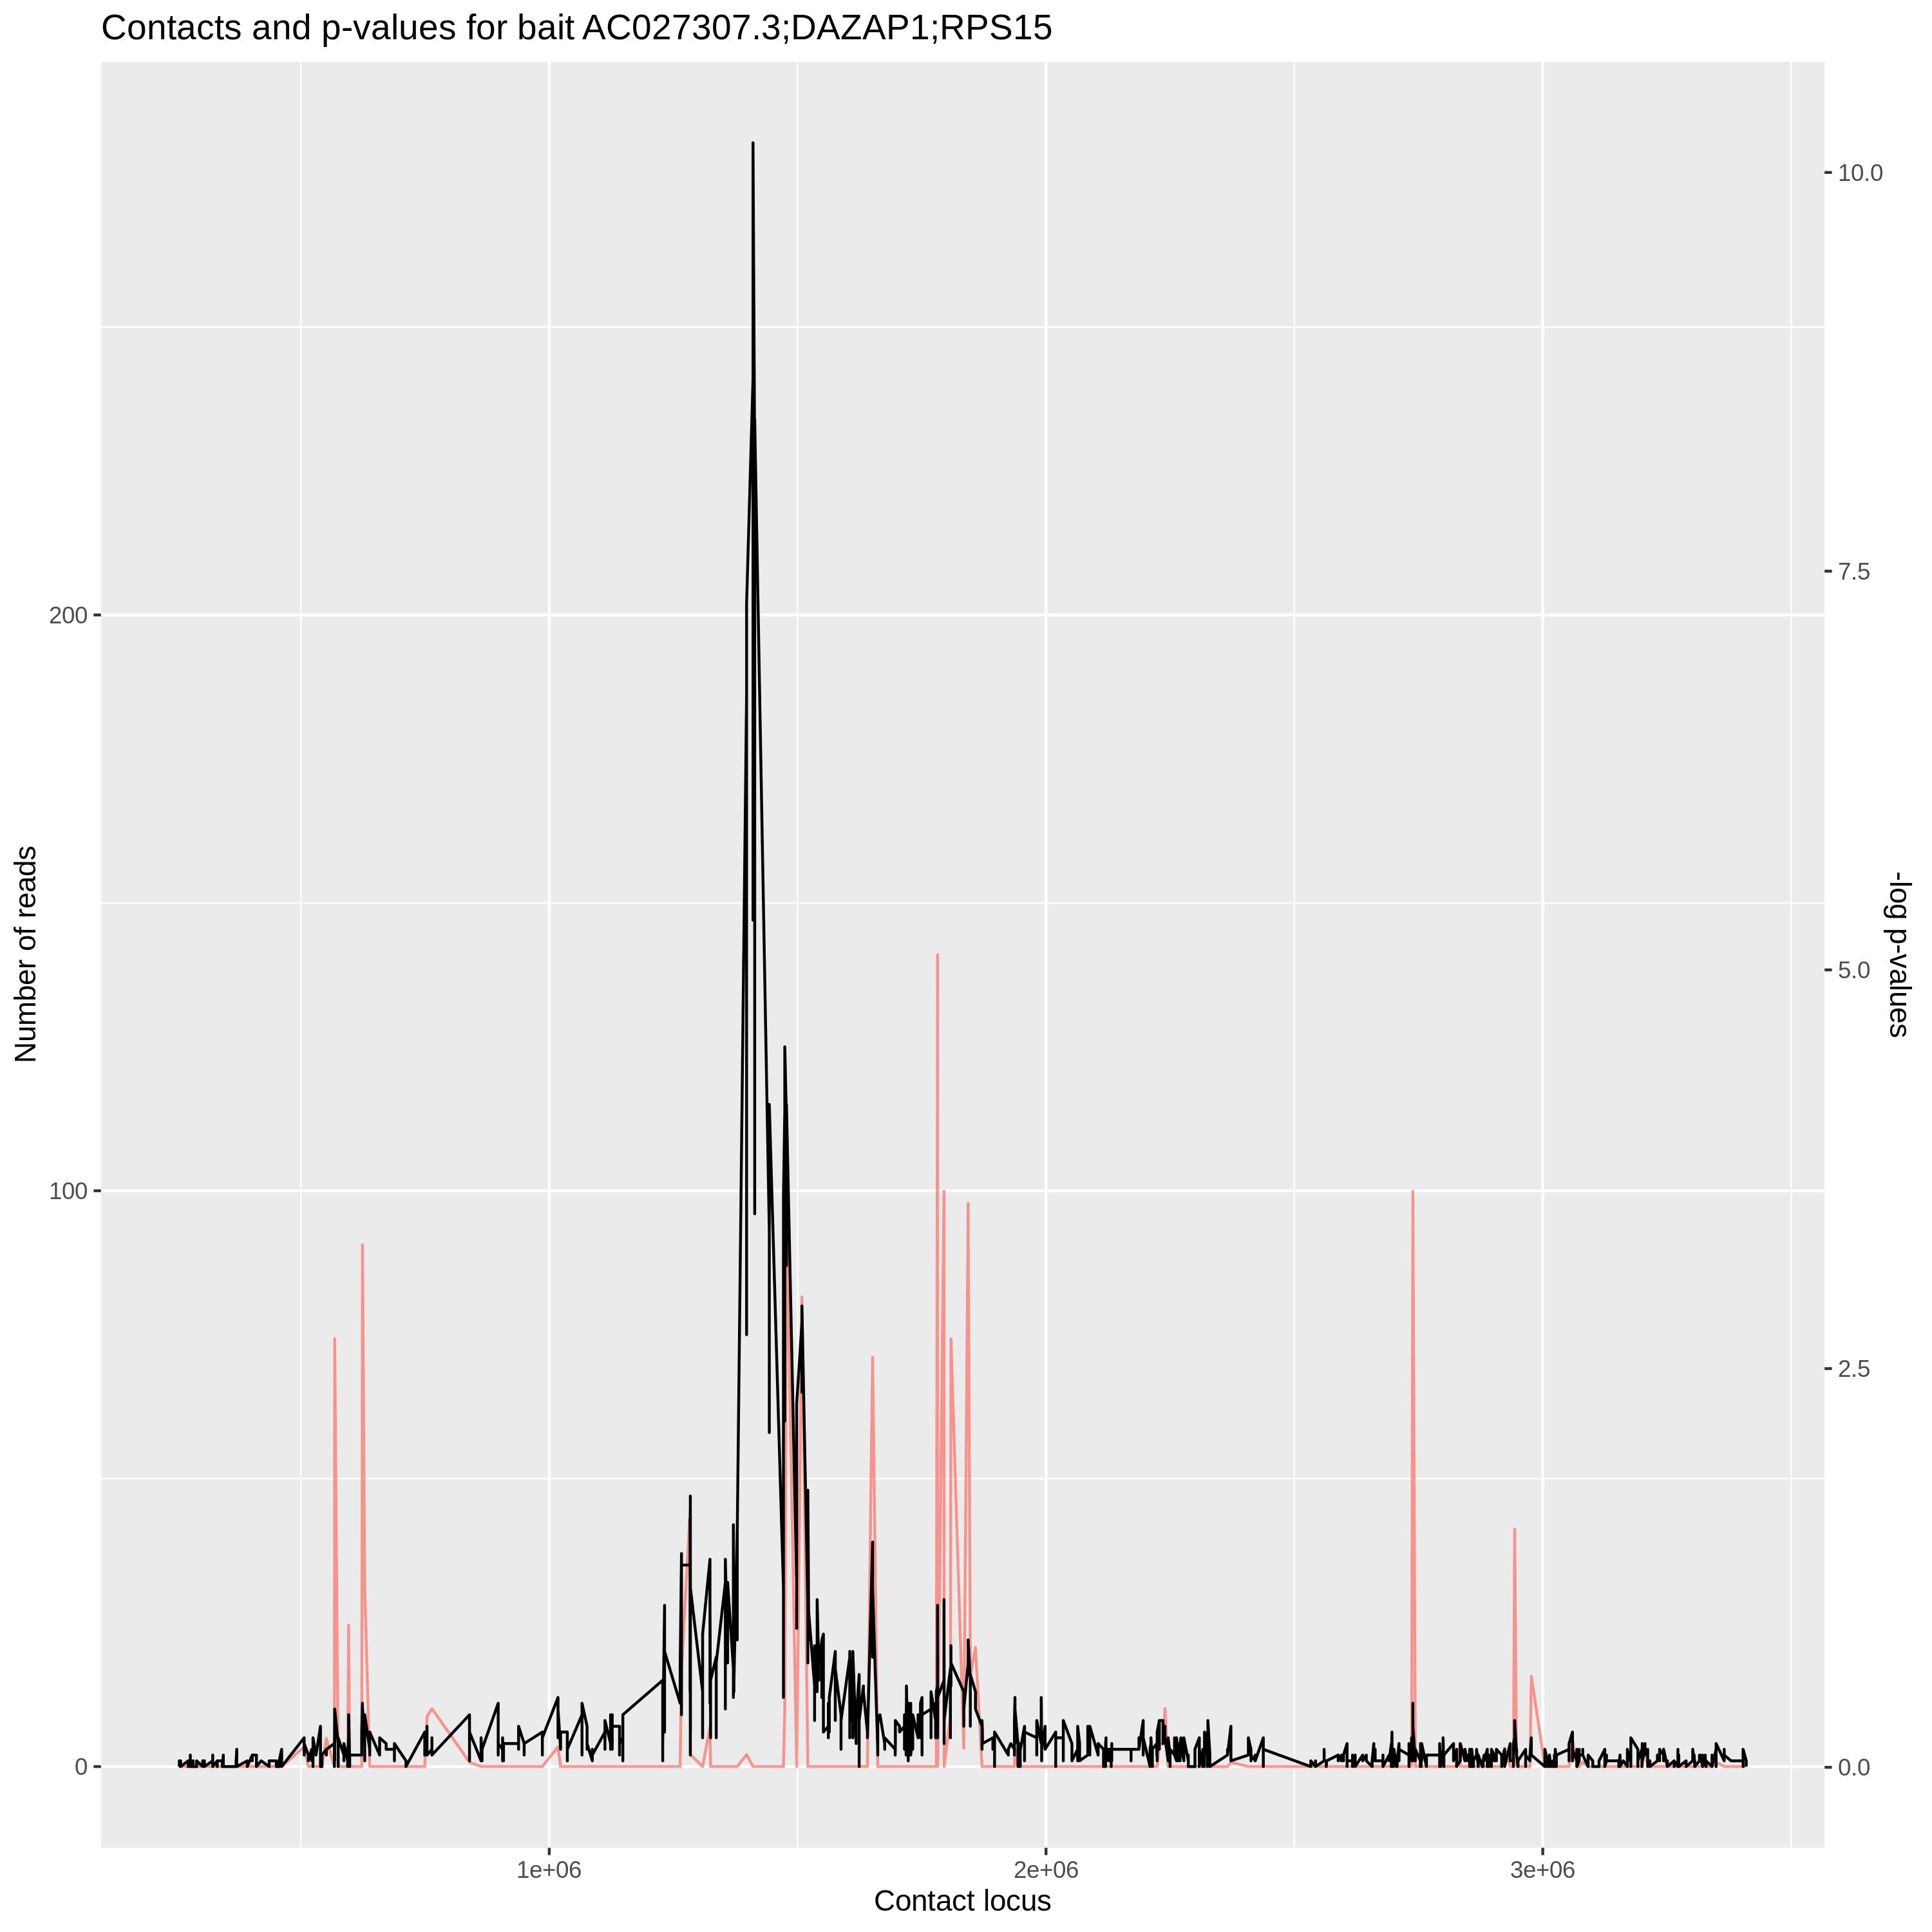 Contacts and p-values for bait AC027307.3;DAZAP1;RPS15
10.0
7.5
200
Number of reads
-log p-values
5.0
100
2.5
0
0.0
1e+06
2e+06
3e+06
Contact locus